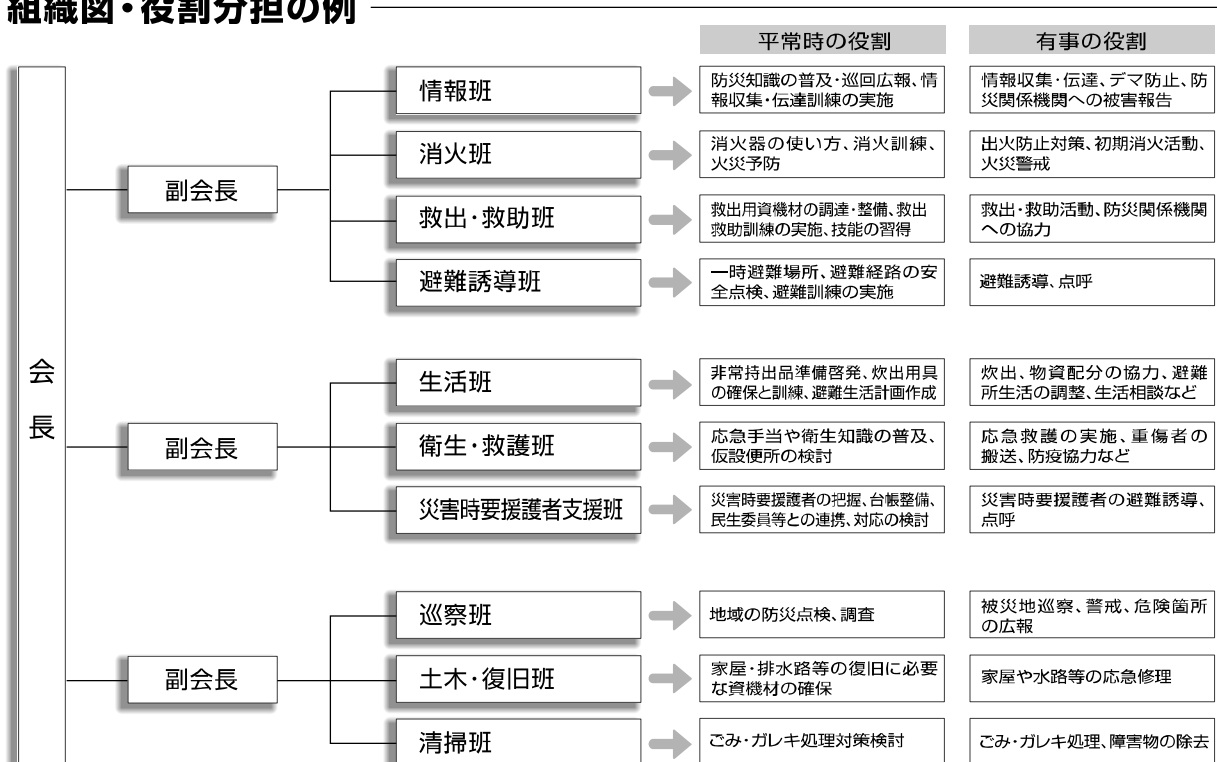 組織図・役割分担の例
平常時の役割
有事の役割
会長
副会長
情報班
防災知識の普及・巡回広報、情
報収集・伝達訓練の実施
情報収集・伝達、デマ防止、防
災関係機関への被害報告
消火班
消火器の使い方、消火訓練、
火災予防
出火防止対策、初期消火活動、
火災警戒
救出・救助班
救出用資機材の調達・整備、救出
救助訓練の実施、技能の習得
救出・救助活動、防災関係機関
への協力
避難誘導班
一時避難場所、避難経路の安
全点検、避難訓練の実施
避難誘導、点呼
副会長
生活班
非常持出品準備啓発、炊出用具
の確保と訓練、避難生活計画作成
炊出、物資配分の協力、避難
所生活の調整、生活相談など
衛生・救護班
応急手当や衛生知識の普及、
仮設便所の検討
応急救護の実施、重傷者の
搬送、防疫協力など
災害時要援護者支援班
災害時要援護者の把握、台帳整備、
民生委員等との連携、対応の検討
災害時要援護者の避難誘導、
点呼
副会長
巡察班
地域の防災点検、調査
被災地巡察、警戒、危険箇所
の広報
土木・復旧班
家屋・排水路等の復旧に必要
な資機材の確保
家屋や水路等の応急修理
清掃班
ごみ・ガレキ処理対策検討
ごみ・ガレキ処理、障害物の除去